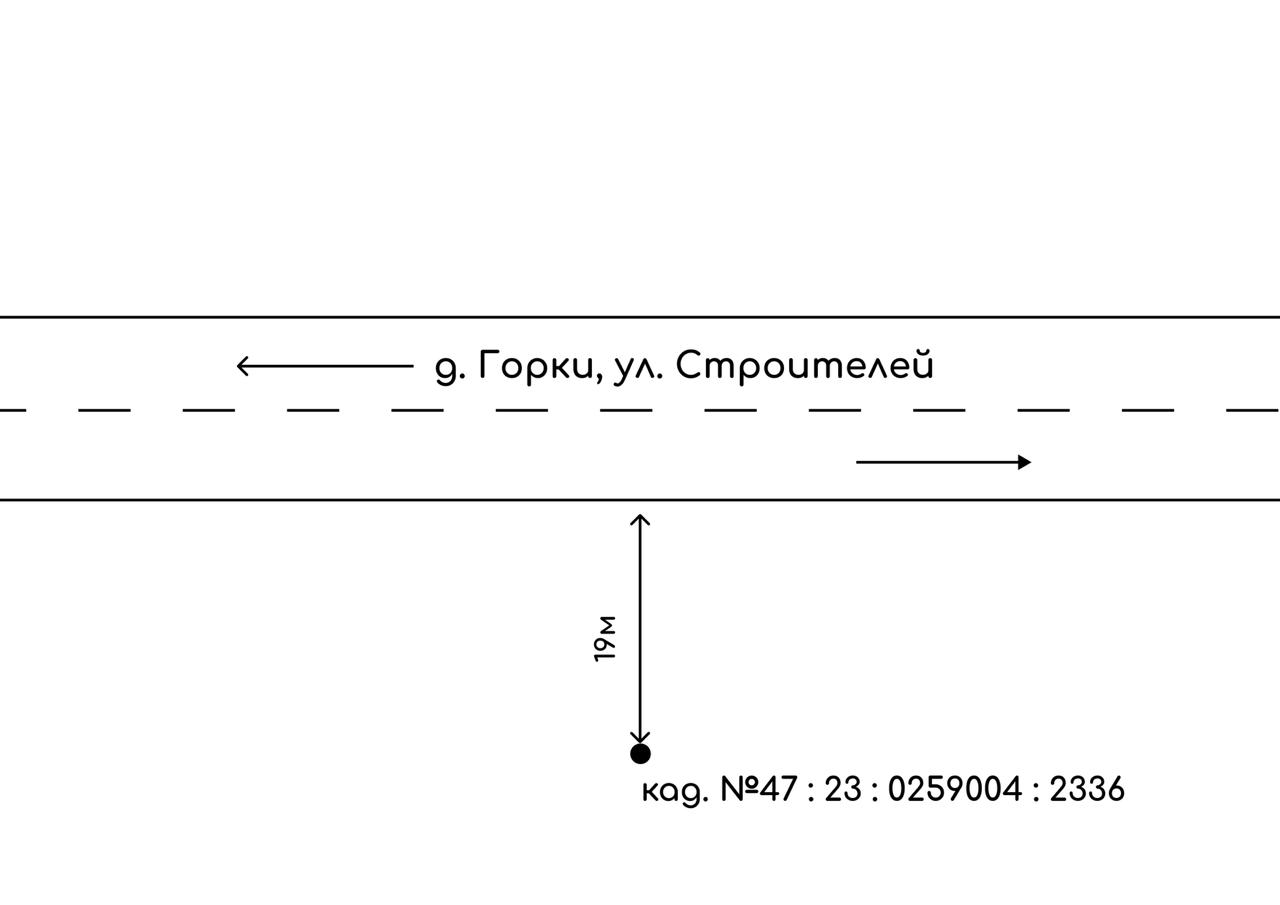 д. Горки, ул. Строителей
19м
кад. №47 : 23 : 0259004 : 2336